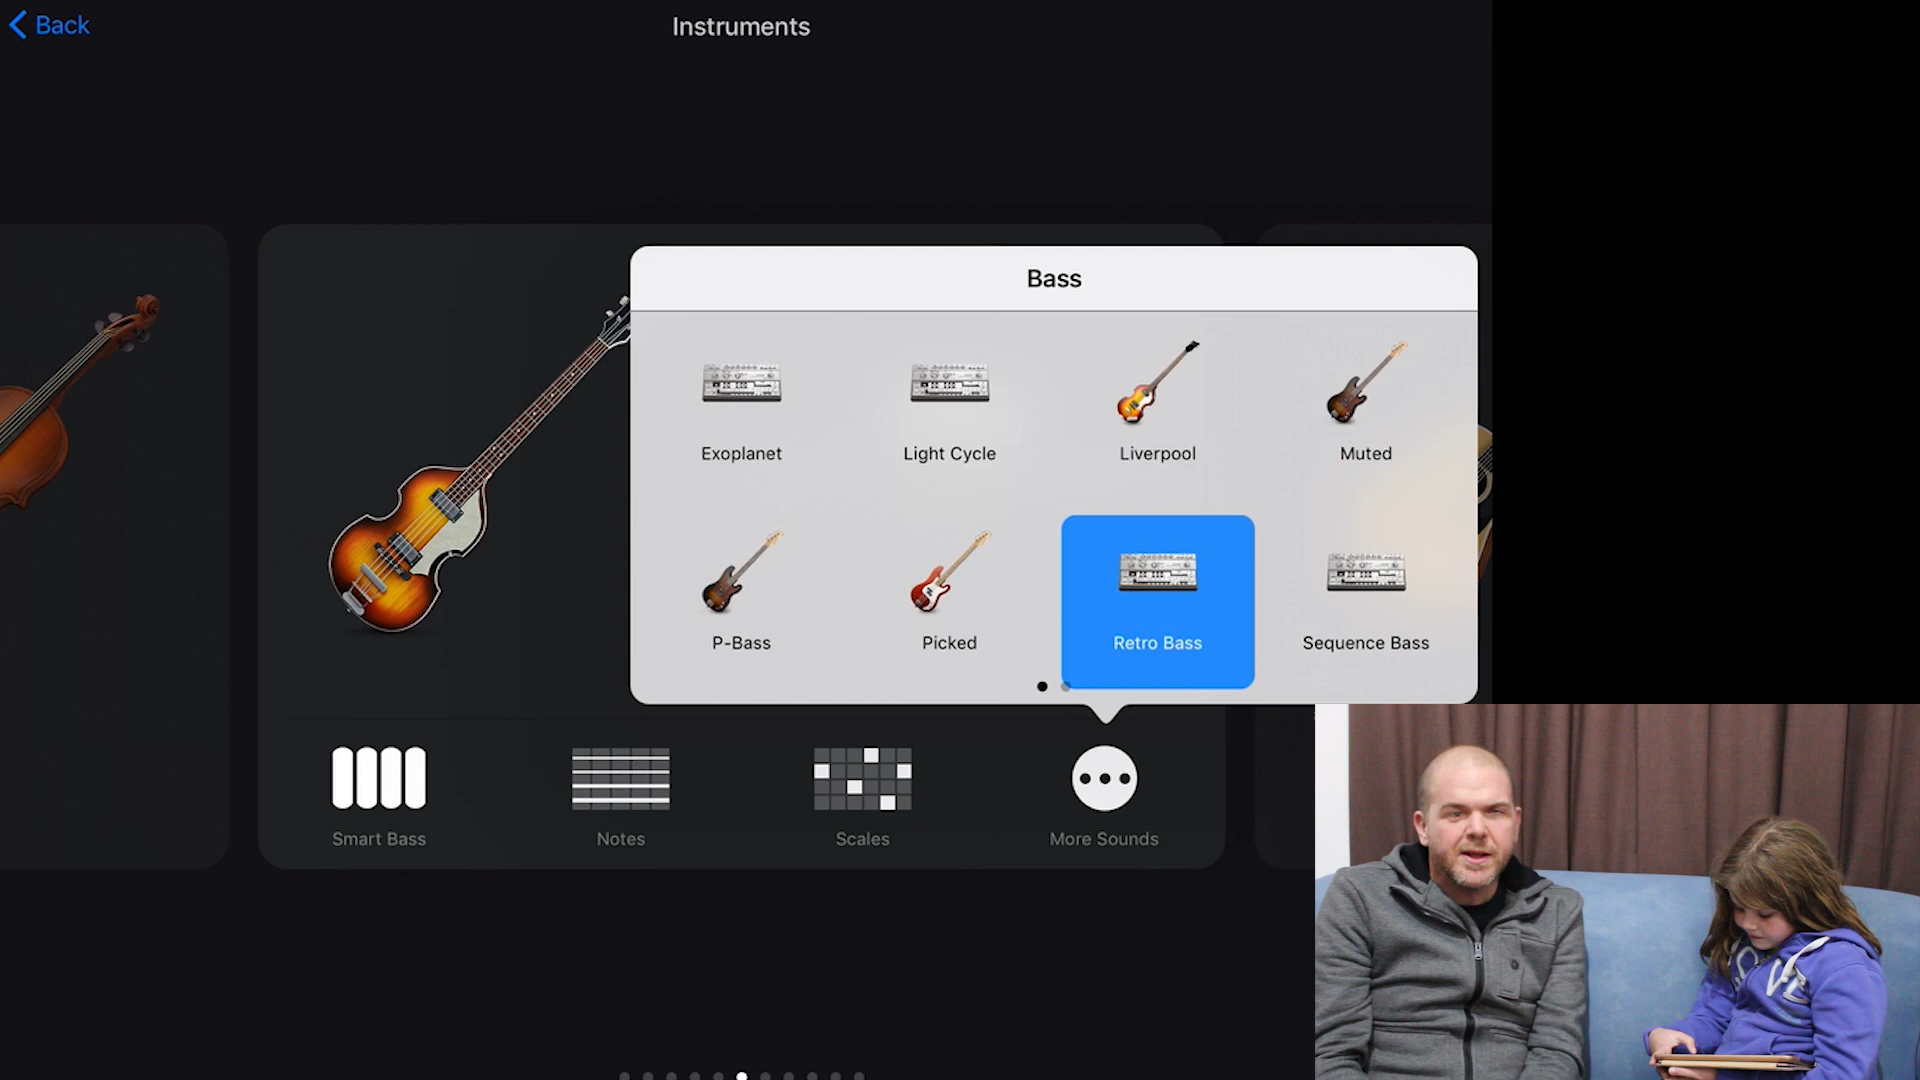 Back
Instruments
Bass
Exoplanet
Light Cycle
Liverpool
Muted
P-Bass
Picked
Retro Bass
Sequence Bass
Smart Bass
Notes
Scales
More Sounds